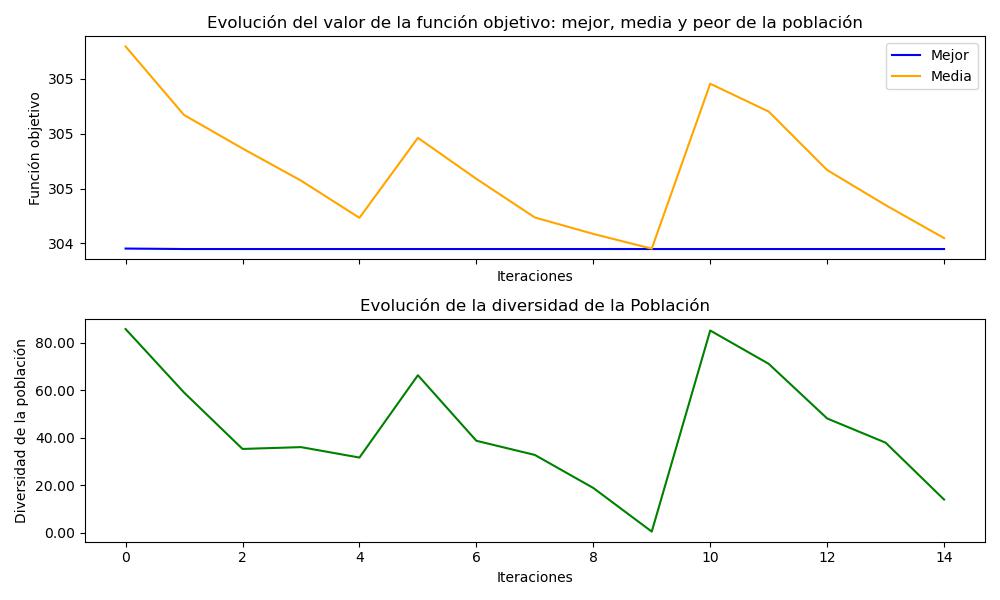 Evolución del valor de la función objetivo: mejor, media y peor de la población
Función objetivo
305
305
305
304
Mejor
Media
Iteraciones
Evolución de la diversidad de la Población
Diversidad de la población
80.00
60.00
40.00
20.00
0.00
0 2 4 6 8 10 12 14
Iteraciones